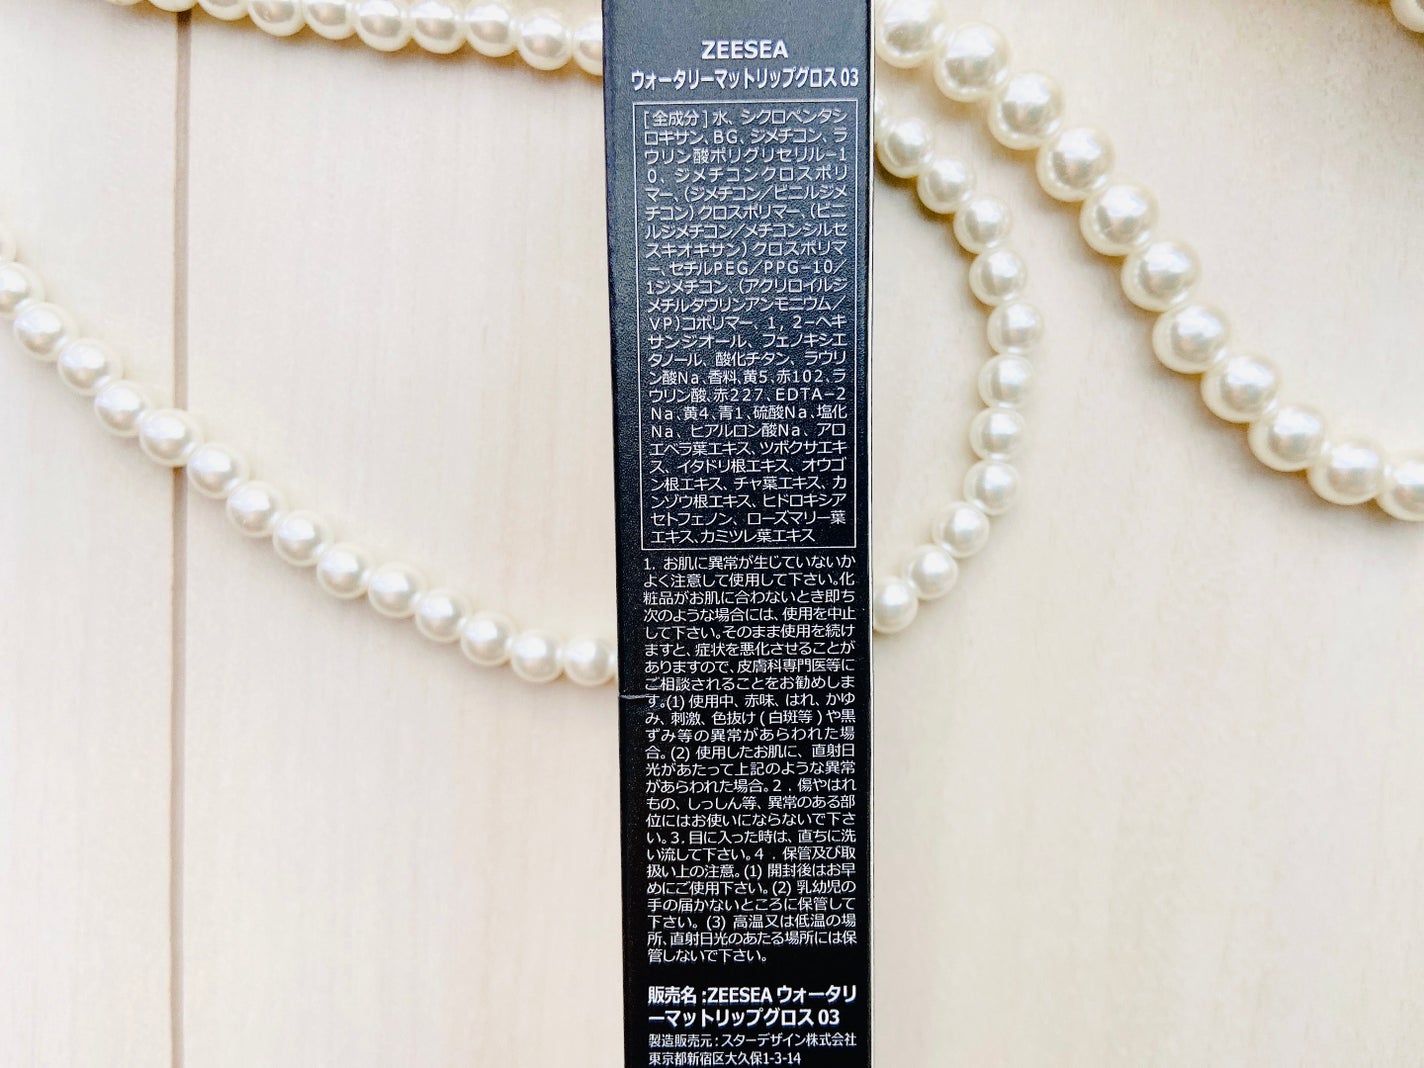 ZEESEA
ウォータリーマットリップグロス 03
[全成分]水、シクロペンタシ
ロキサン、BG、ジメチコン、ラ
ウリン酸ポリグリセリル-1
0、ジメチコンクロスポリ
マー、(ジメチコン/ビニルジメ
チコン)クロスポリマー、(ビニ
ルジメチコン/メチコンシルセ
スキオキサン)クロスポリマ
ー、セチルPEG/PPG-10/
1ジメチコン、(アクリロイルジ
メチルタウリンアンモニウム/
VP)コポリマー、1,2-ヘキ
サンジオール、フェノキシエ
タノール、酸化チタン、ラウリ
ン酸Na、香料、黄5、赤102、ラ
ウリン酸、赤227、EDTA-2
Na、黄4、青1、硫酸Na、塩化
Na、ヒアルロン酸Na、アロ
エベラ葉エキス、ツボクサエキ
ス、イタドリ根エキス、オウゴ
ン根エキス、チャ葉エキス、カ
ンゾウ根エキス、ヒドロキシア
セトフェノン、ローズマリー葉
エキス、カミツレ葉エキス
1. お肌に異常が生じていないか
よく注意して使用して下さい。化
粧品がお肌に合わないとき即ち
次のような場合には、使用を中止
して下さい。そのまま使用を続け
ますと、症状を悪化させることが
ありますので、皮膚科専門医等に
ご相談されることをお勧めしま
す。(1) 使用中、赤味、はれ、かゆ
み、刺激、色抜け(白斑等)や黒
ずみ等の異常があらわれた場
合。(2) 使用したお肌に、直射日
光があたって上記のような異常
があらわれた場合。2. 傷やはれ
もの、しっしん等、異常のある部
位にはお使いにならないで下さ
い。3. 目に入った時は、直ちに洗
い流して下さい。4. 保管及び取
扱い上の注意。(1) 開封後はお早
めにご使用下さい。(2) 乳幼児の
手の届かないところに保管して
下さい。(3) 高温又は低温の場
所、直射日光のあたる場所には保
管しないで下さい。
販売名:ZEESEA ウォータリ
ーマットリップグロス 03
製造販売元:スターデザイン株式会社
東京都新宿区大久保1-3-14